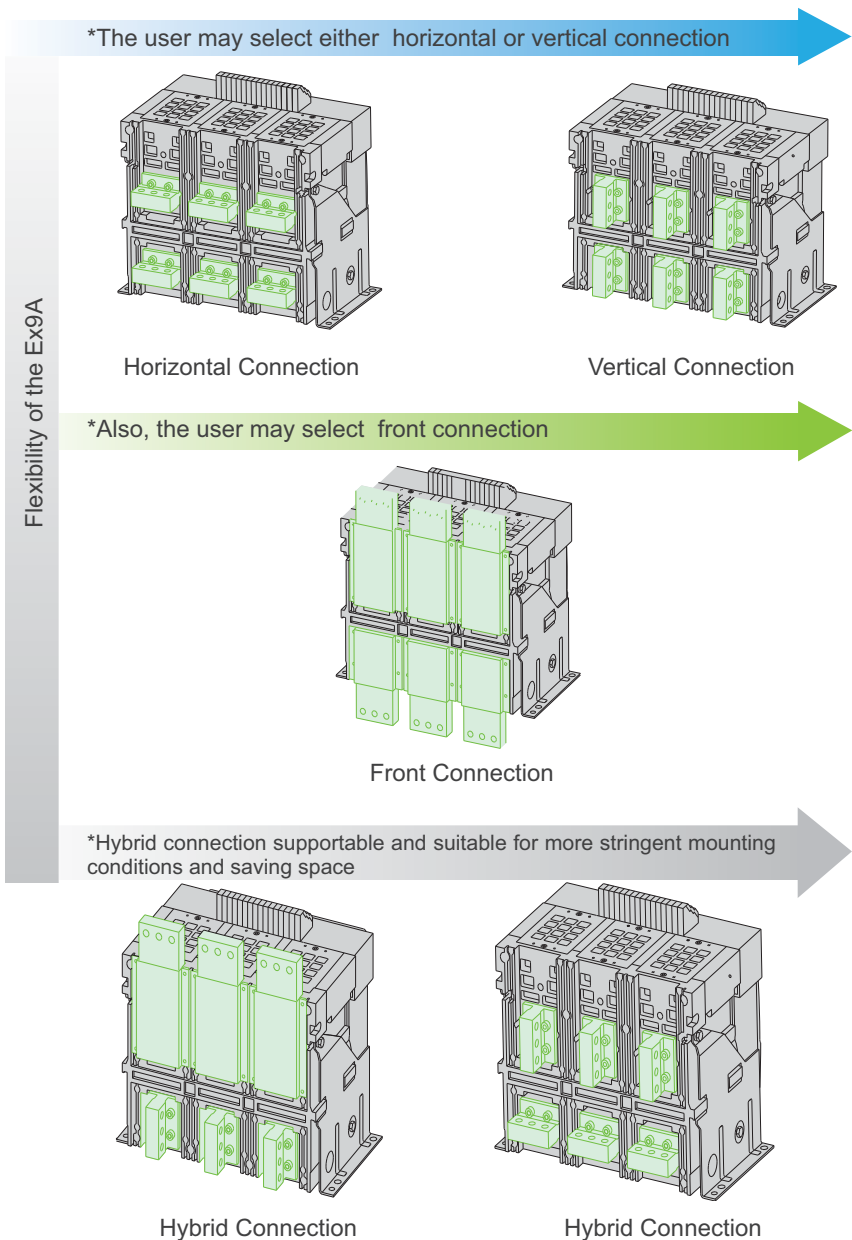 *The user may select either horizontal or vertical connection
Horizontal Connection
Vertical Connection
Flexibility of the Ex9A
*Also, the user may select front connection
Front Connection
*Hybrid connection supportable and suitable for more stringent mounting
conditions and saving space
Hybrid Connection
Hybrid Connection